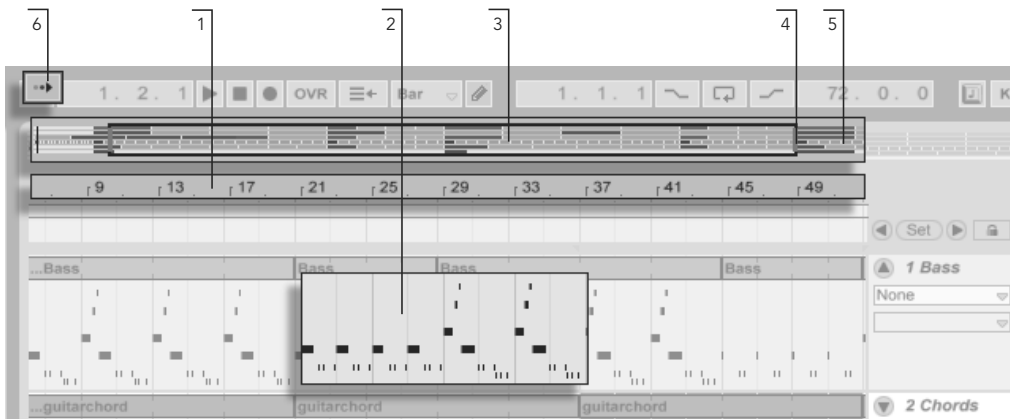 6 1 2 3 4 5
1. 2. 1 OVR Bar 1. 1. 1 72. 0. 0 K
9 13 17 21 25 29 33 37 41 45 49
Set
...Bass Bass Bass Bass 1 Bass
None
...guitarchord guitarchord guitarchord 2 Chords